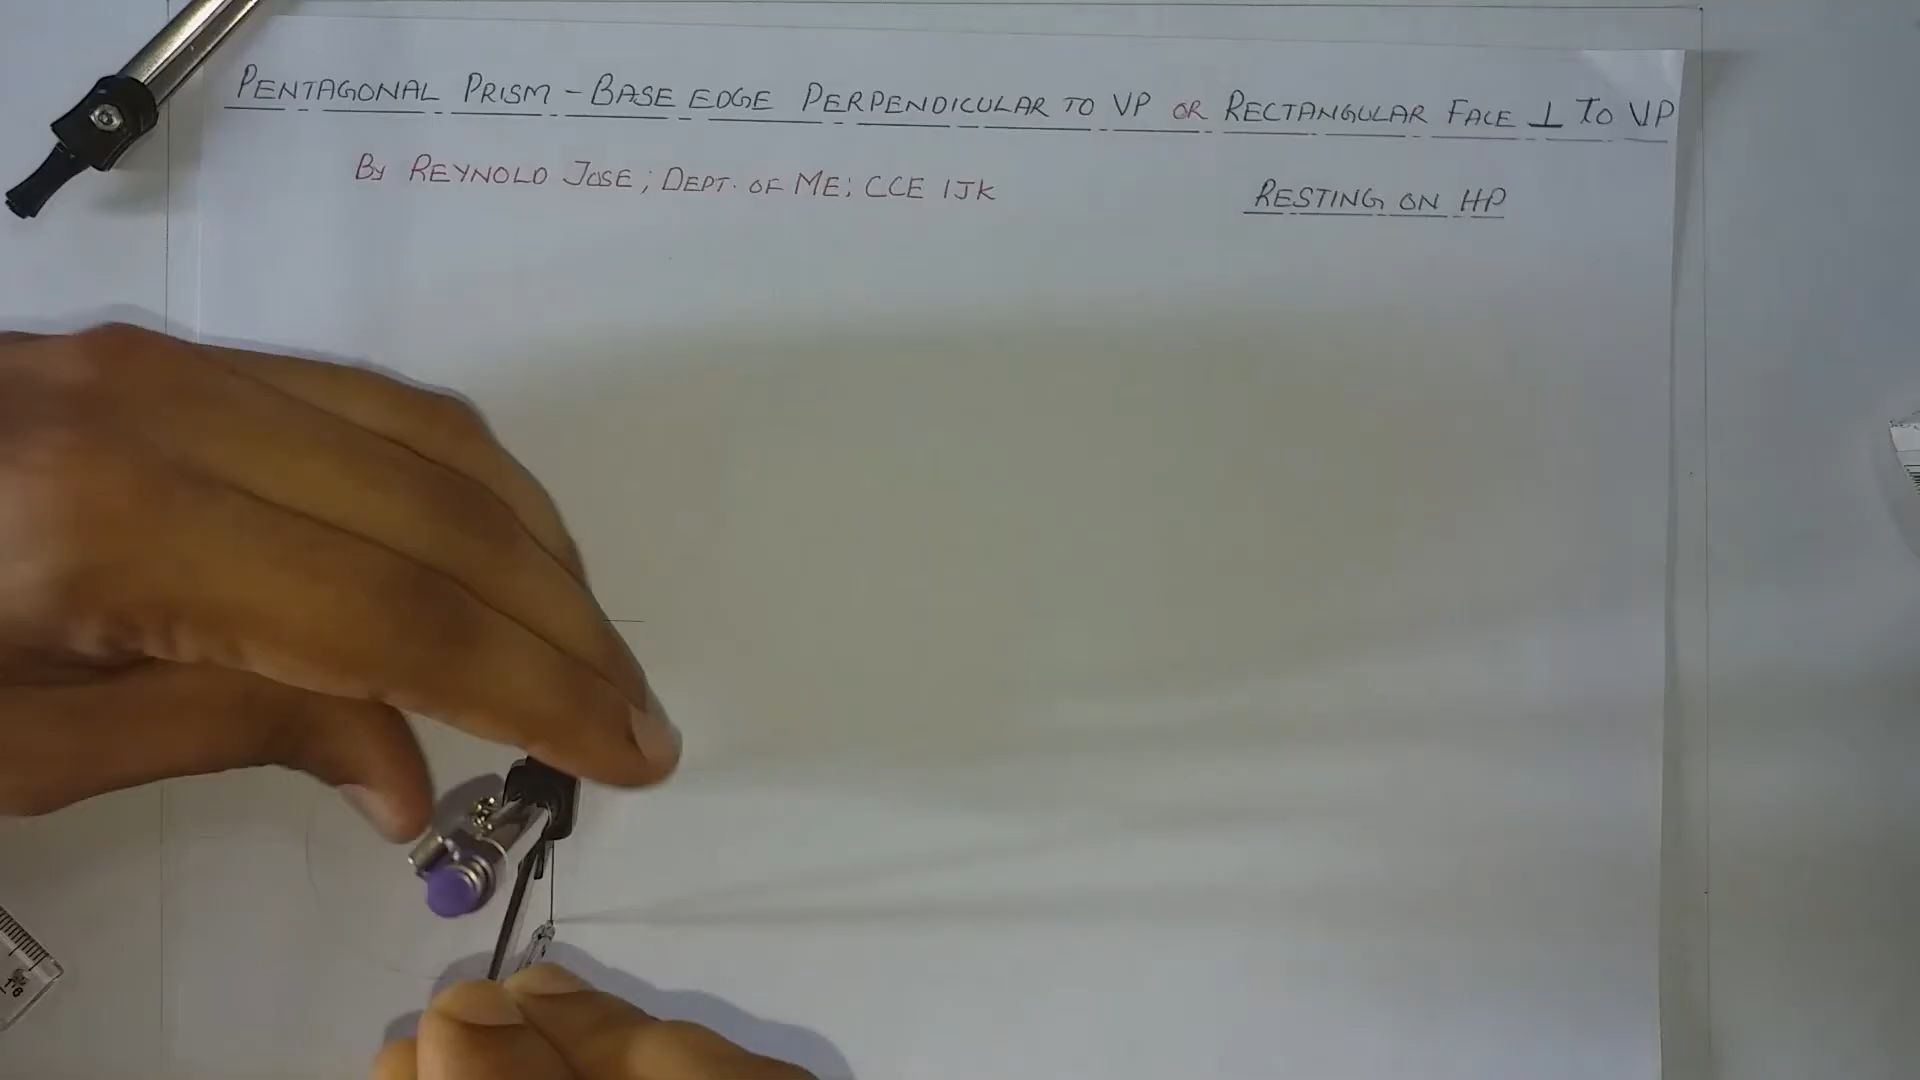 PENTAGONAL PRISM - BASE EDGE PERPENDICULAR TO VP OR RECTANGULAR FACE ⊥ TO VP
By REYNOLD JOSE; DEPT. OF ME; CCE IJK
RESTING ON HP